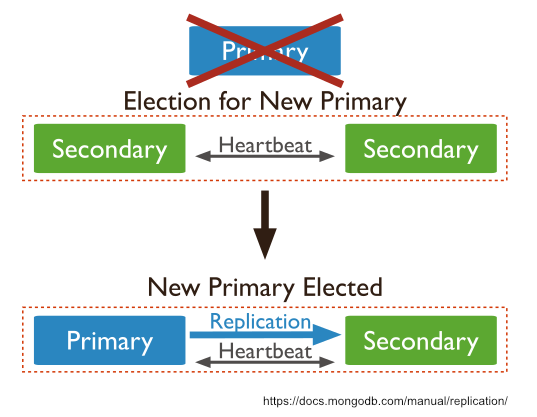 Primary
Election for New Primary
Secondary Heartbeat Secondary
New Primary Elected
Replication
Primary Heartbeat Secondary
https://docs.mongodb.com/manual/replication/